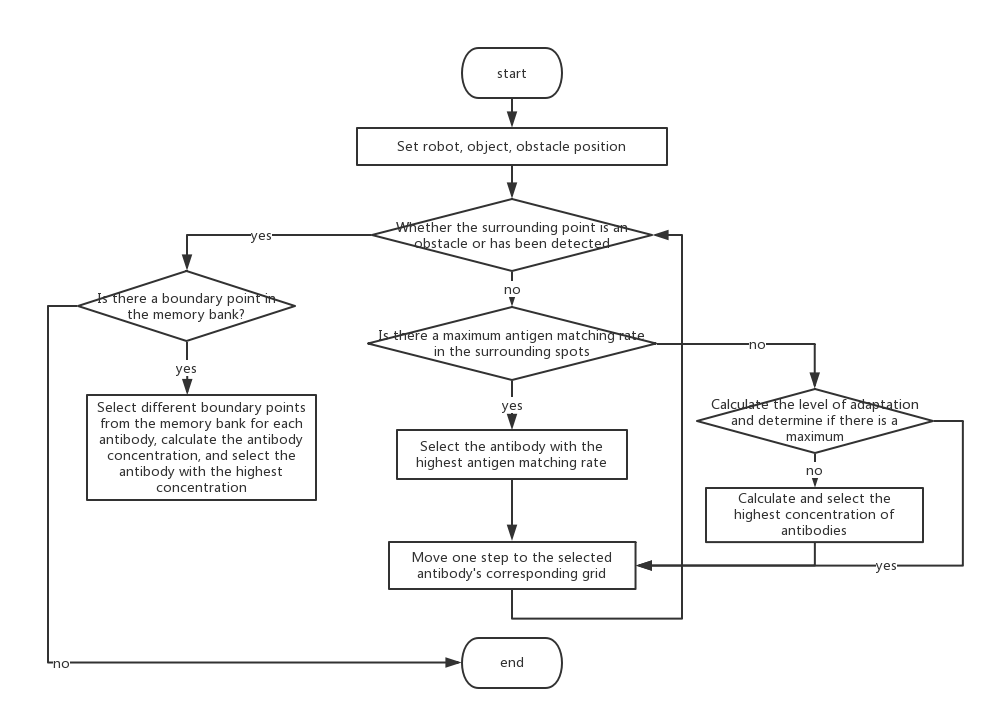 start
Set robot, object, obstacle position
Whether the surrounding point is an
obstacle or has been detected
yes
no
Is there a boundary point in
the memory bank?
Is there a maximum antigen matching rate
in the surrounding spots
no
yes
yes
Select different boundary points
from the memory bank for each
antibody, calculate the antibody
concentration, and select the
antibody with the highest
concentration
Select the antibody with the
highest antigen matching rate
Calculate the level of adaptation
and determine if there is a
maximum
no
Calculate and select the
highest concentration of
antibodies
Move one step to the selected
antibody's corresponding grid
yes
no
end